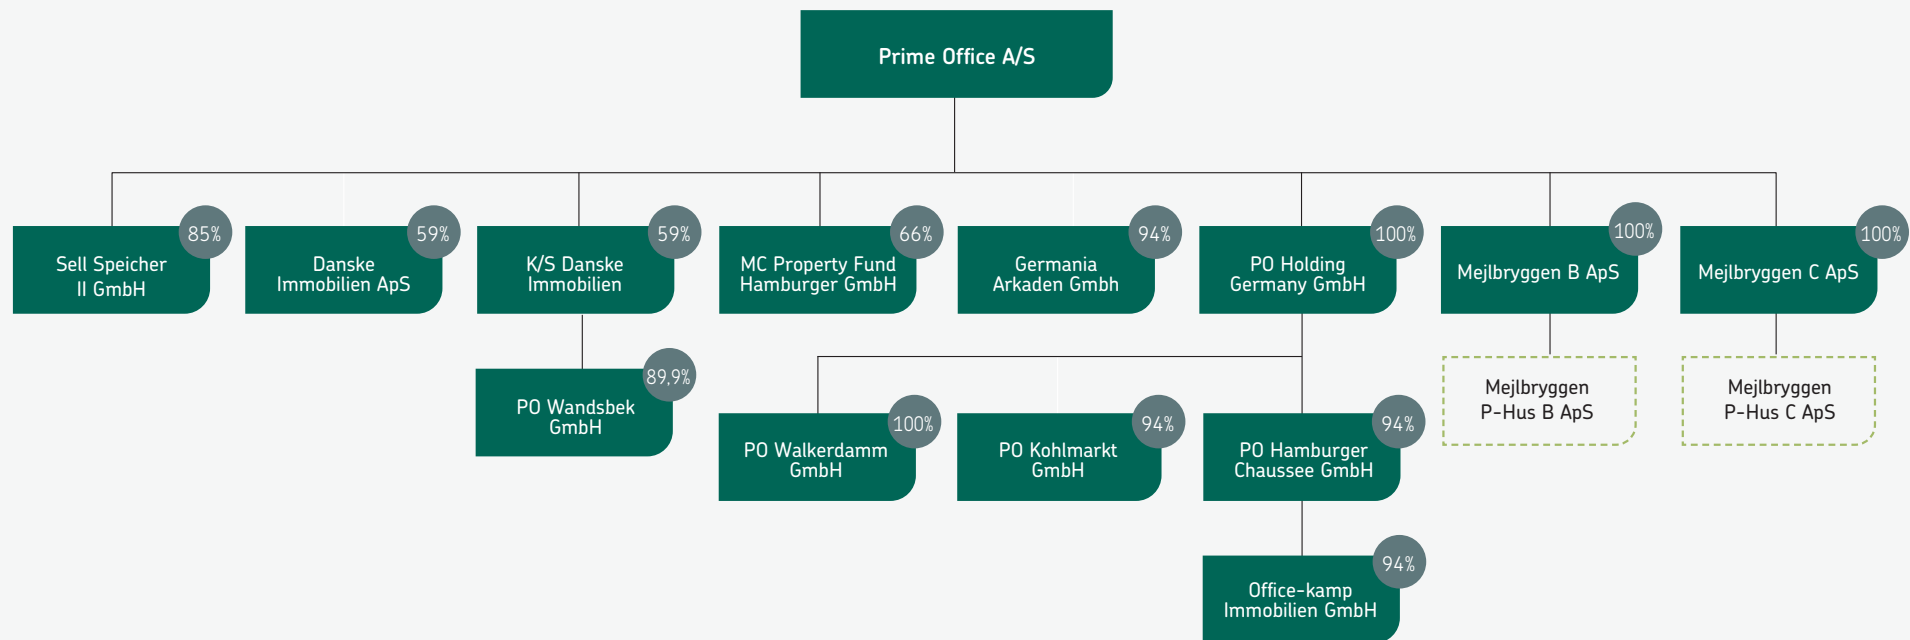 Prime Office A/S
85%
Sell Speicher
II GmbH
59%
Danske
Immobilien ApS
59%
K/S Danske
Immobilien
66%
MC Property Fund
Hamburger GmbH
94%
Germania
Arkaden Gmbh
100%
PO Holding
Germany GmbH
100%
Mejlbryggen B ApS
100%
Mejlbryggen C ApS
89,9%
PO Wandsbek
GmbH
100%
PO Walkerdamm
GmbH
94%
PO Kohlmarkt
GmbH
94%
PO Hamburger
Chaussee GmbH
Mejlbryggen
P-Hus B ApS
Mejlbryggen
P-Hus C ApS
94%
Office-kamp
Immobilien GmbH